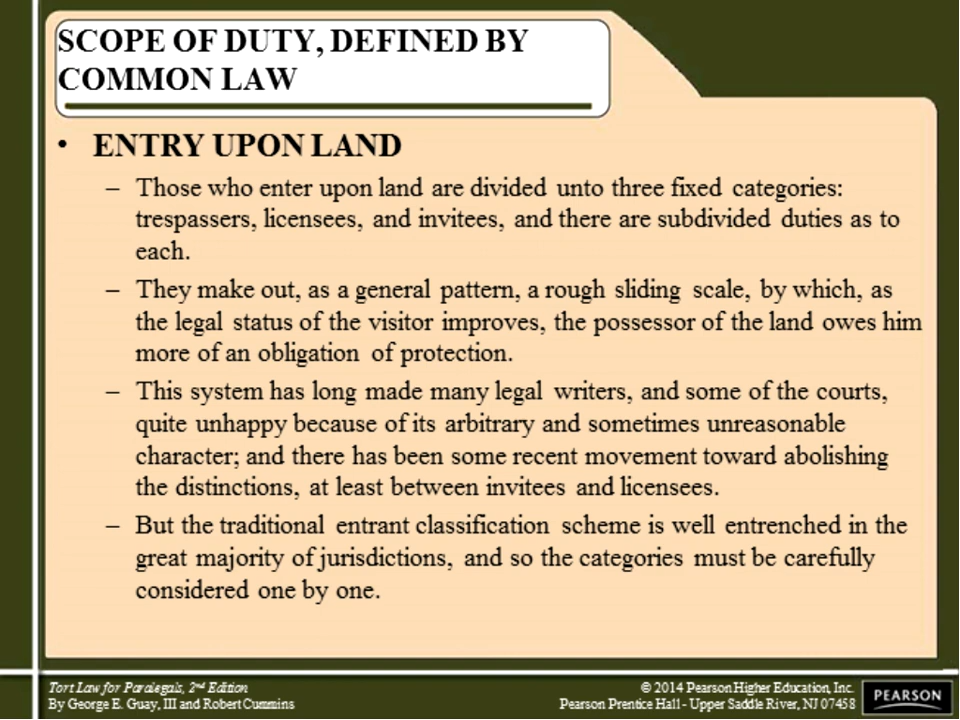 SCOPE OF DUTY, DEFINED BY
COMMON LAW
• ENTRY UPON LAND
– Those who enter upon land are divided unto three fixed categories:
trespassers, licensees, and invitees, and there are subdivided duties as to
each.
– They make out, as a general pattern, a rough sliding scale, by which, as
the legal status of the visitor improves, the possessor of the land owes him
more of an obligation of protection.
– This system has long made many legal writers, and some of the courts,
quite unhappy because of its arbitrary and sometimes unreasonable
character; and there has been some recent movement toward abolishing
the distinctions, at least between invitees and licensees.
– But the traditional entrant classification scheme is well entrenched in the
great majority of jurisdictions, and so the categories must be carefully
considered one by one.
Tort Law for Paralegals, 2nd Edition
By George E. Guay, III and Robert Cummins
© 2014 Pearson Higher Education, Inc.
Pearson Prentice Hall - Upper Saddle River, NJ 07458
PEARSON